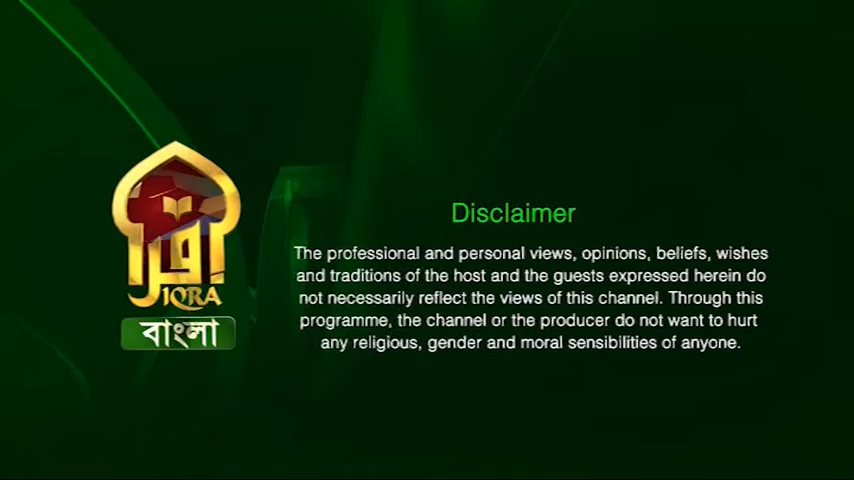 اقرأ
IQRA
বাংলা
Disclaimer
The professional and personal views, opinions, beliefs, wishes
and traditions of the host and the guests expressed herein do
not necessarily reflect the views of this channel. Through this
programme, the channel or the producer do not want to hurt
any religious, gender and moral sensibilities of anyone.